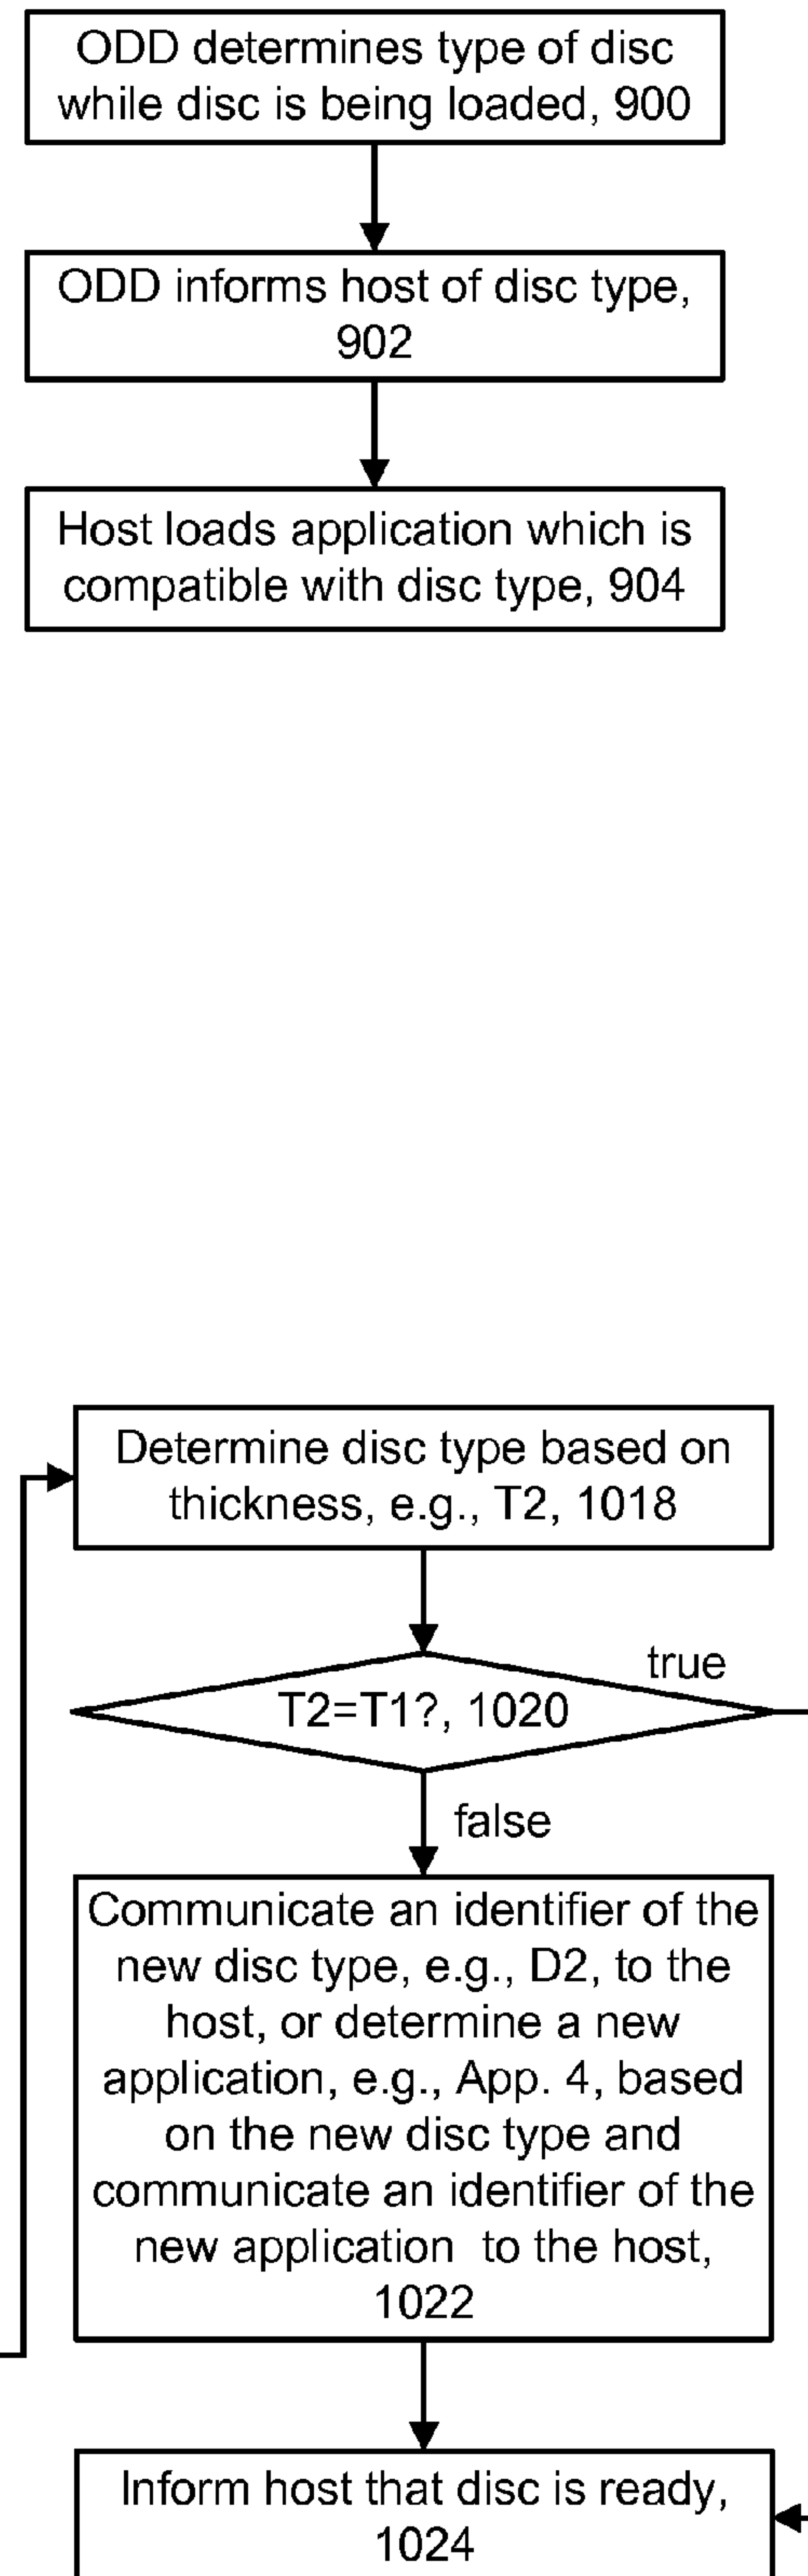 ODD determines type of disc
while disc is being loaded, 900
ODD informs host of disc type,
902
Host loads application which is
compatible with disc type, 904
Determine disc type based on
thickness, e.g., T2, 1018
true
T2=T1?, 1020
false
Communicate an identifier of the
new disc type, e.g., D2, to the
host, or determine a new
application, e.g., App. 4, based
on the new disc type and
communicate an identifier of the
new application to the host,
1022
Inform host that disc is ready,
1024